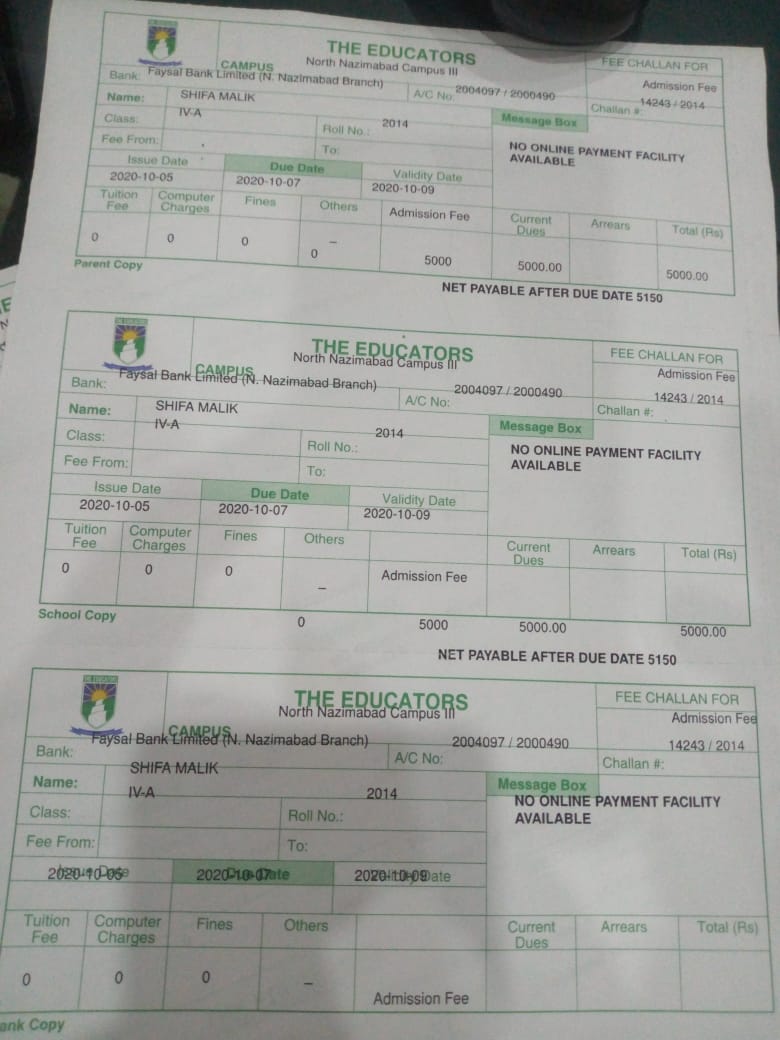 THE EDUCATORS
CAMPUS North Nazimabad Campus III
FEE CHALLAN FOR
Admission Fee
Bank: Faysal Bank Limited (N. Nazimabad Branch)
A/C No: 2004097 / 2000490
Challan #: 14243 / 2014
Name: SHIFA MALIK
Class: IV-A
Roll No.: 2014
Message Box
Fee From:
To:
NO ONLINE PAYMENT FACILITY
AVAILABLE
Issue Date Due Date Validity Date
2020-10-05 2020-10-07 2020-10-09
Tuition Fee Computer Charges Fines Others Admission Fee Current Dues Arrears Total (Rs)
0 0 0 – 0 5000 5000.00 5000.00
Parent Copy
NET PAYABLE AFTER DUE DATE 5150
THE EDUCATORS
THE EDUCATORS
CAMPUS North Nazimabad Campus III
FEE CHALLAN FOR
Admission Fee
Bank: Faysal Bank Limited (N. Nazimabad Branch)
A/C No: 2004097 / 2000490
Challan #: 14243 / 2014
Name: SHIFA MALIK
Class: IV-A
Roll No.: 2014
Message Box
Fee From:
To:
NO ONLINE PAYMENT FACILITY
AVAILABLE
Issue Date Due Date Validity Date
2020-10-05 2020-10-07 2020-10-09
Tuition Fee Computer Charges Fines Others Current Dues Arrears Total (Rs)
0 0 0 – Admission Fee
School Copy
0 5000 5000.00 5000.00
NET PAYABLE AFTER DUE DATE 5150
THE EDUCATORS
THE EDUCATORS
CAMPUS North Nazimabad Campus III
FEE CHALLAN FOR
Admission Fee
Bank: Faysal Bank Limited (N. Nazimabad Branch)
A/C No: 2004097 / 2000490
Challan #: 14243 / 2014
Name: SHIFA MALIK
IV-A 2014
Message Box
Class:
Roll No.:
Fee From:
To:
NO ONLINE PAYMENT FACILITY
AVAILABLE
Issue Date Due Date Validity Date
2020-10-05 2020-10-07 2020-10-09
Tuition Fee Computer Charges Fines Others Current Dues Arrears Total (Rs)
0 0 0 – Admission Fee
ank Copy